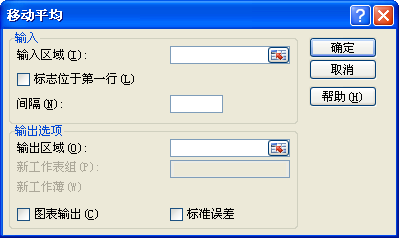 移动平均
输入
输入区域(I):
标志位于第一行(L)
间隔(N):
确定
取消
帮助(H)
输出选项
输出区域(O):
新工作表组(P):
新工作薄(W)
图表输出(C)
标准误差